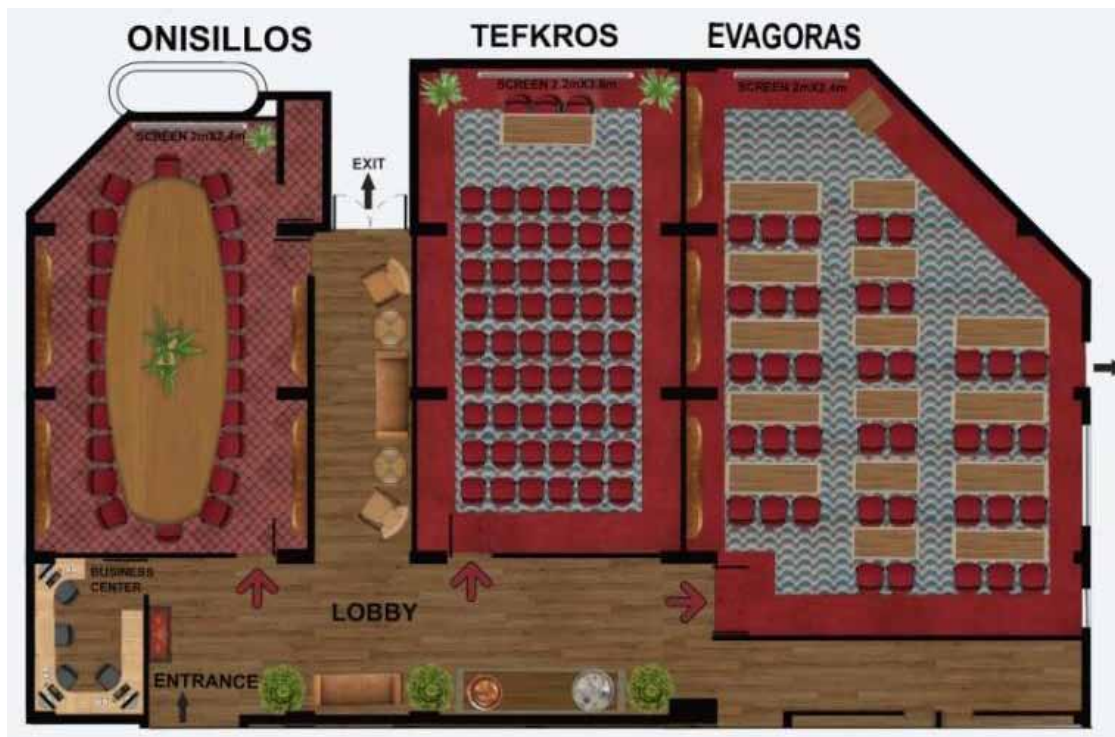 ONISILLOS
TEFKROS
EVAGORAS
SCREEN 2mX2,4m
SCREEN 2.2mX3.8m
SCREEN 2mX2.4m
EXIT
BUSINESS
CENTER
LOBBY
ENTRANCE